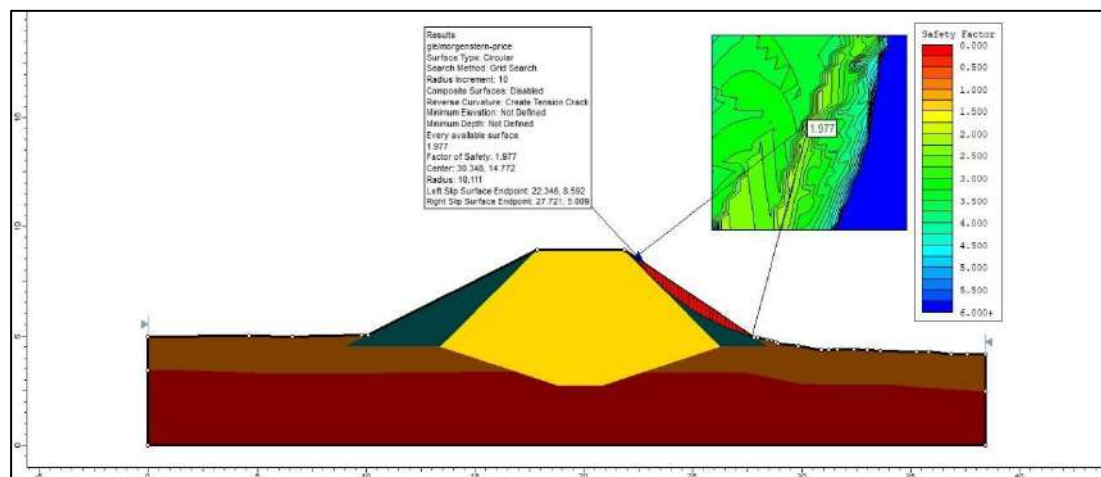 Results
gle/morgenstern-price
Surface Type: Circular
Search Method: Grid Search
Radius Increment: 10
Composite Surfaces: Disabled
Reverse Curvature: Create Tension Crack
Minimum Elevation: Not Defined
Minimum Depth: Not Defined
Every available surface
1.977
Factor of Safety: 1.977
Center: 30.346, 14.772
Radius: 10.111
Left Slip Surface Endpoint: 22.346, 8.592
Right Slip Surface Endpoint: 27.721, 5.009
1.977
Safety Factor
0.000
0.500
1.000
1.500
2.000
2.500
3.000
3.500
4.000
4.500
5.000
5.500
6.000+
15
10
5
0
-5 0 10 20 30 40